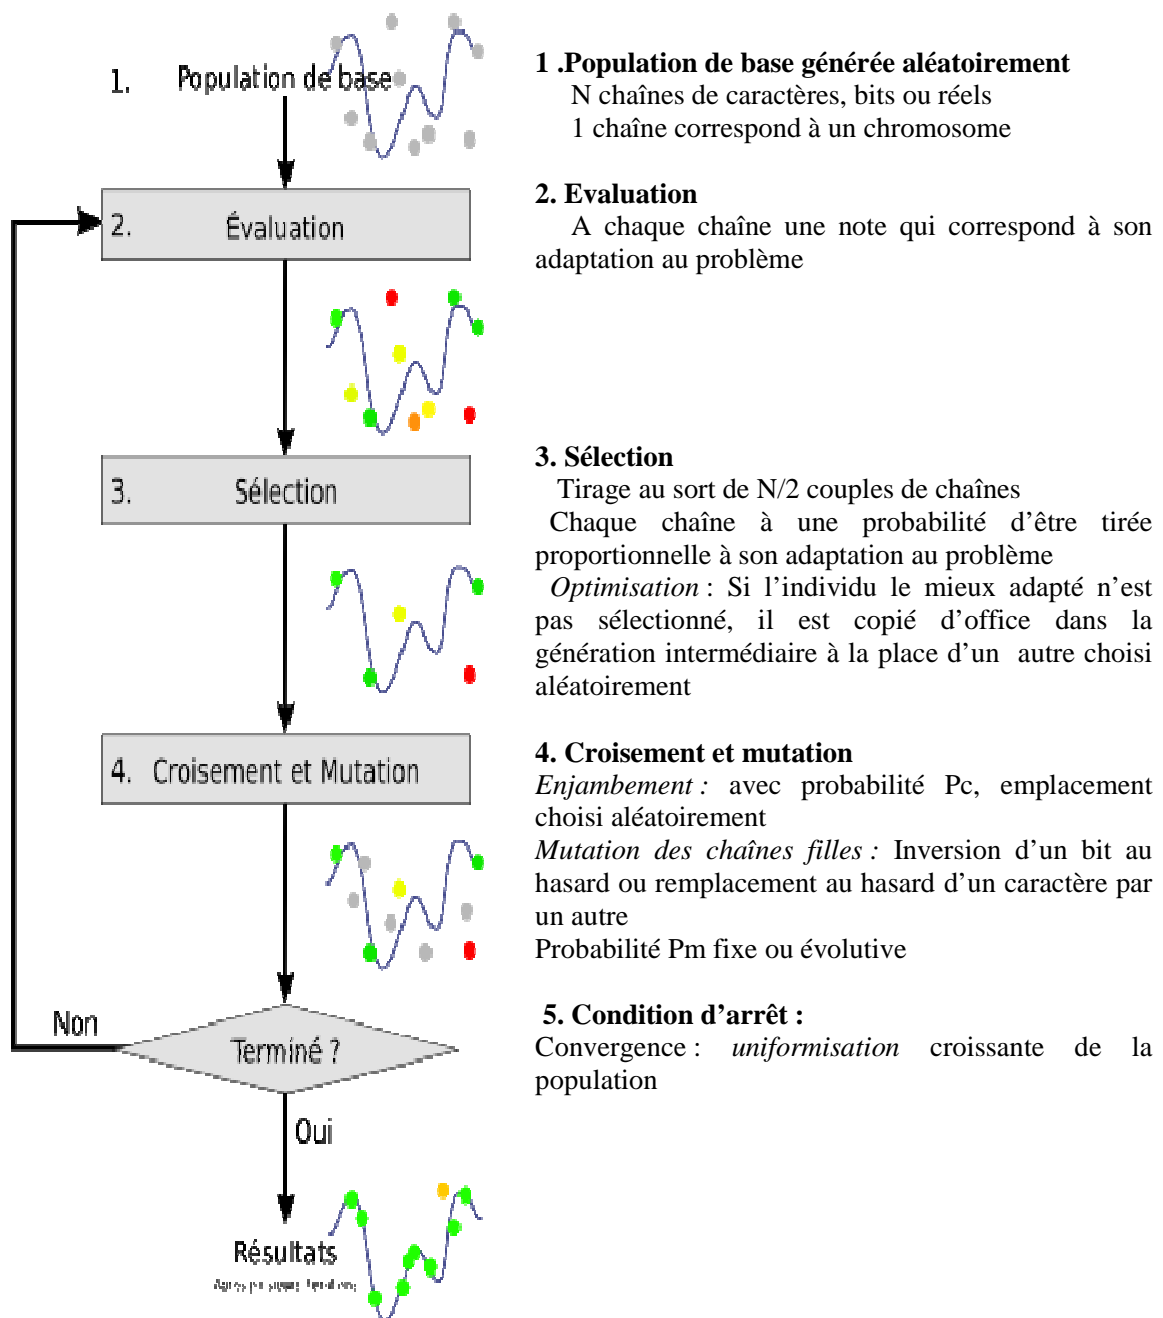 1. Population de base
2. Évaluation
3. Sélection
4. Croisement et Mutation
Non
Terminé ?
Oui
Résultats
1 .Population de base générée aléatoirement
N chaînes de caractères, bits ou réels
1 chaîne correspond à un chromosome
2. Evaluation
A chaque chaîne une note qui correspond à son
adaptation au problème
3. Sélection
Tirage au sort de N/2 couples de chaînes
Chaque chaîne à une probabilité d’être tirée
proportionnelle à son adaptation au problème
Optimisation : Si l’individu le mieux adapté n’est
pas sélectionné, il est copié d’office dans la
génération intermédiaire à la place d’un autre choisi
aléatoirement
4. Croisement et mutation
Enjambement : avec probabilité Pc, emplacement
choisi aléatoirement
Mutation des chaînes filles : Inversion d’un bit au
hasard ou remplacement au hasard d’un caractère par
un autre
Probabilité Pm fixe ou évolutive
5. Condition d’arrêt :
Convergence : uniformisation croissante de la
population